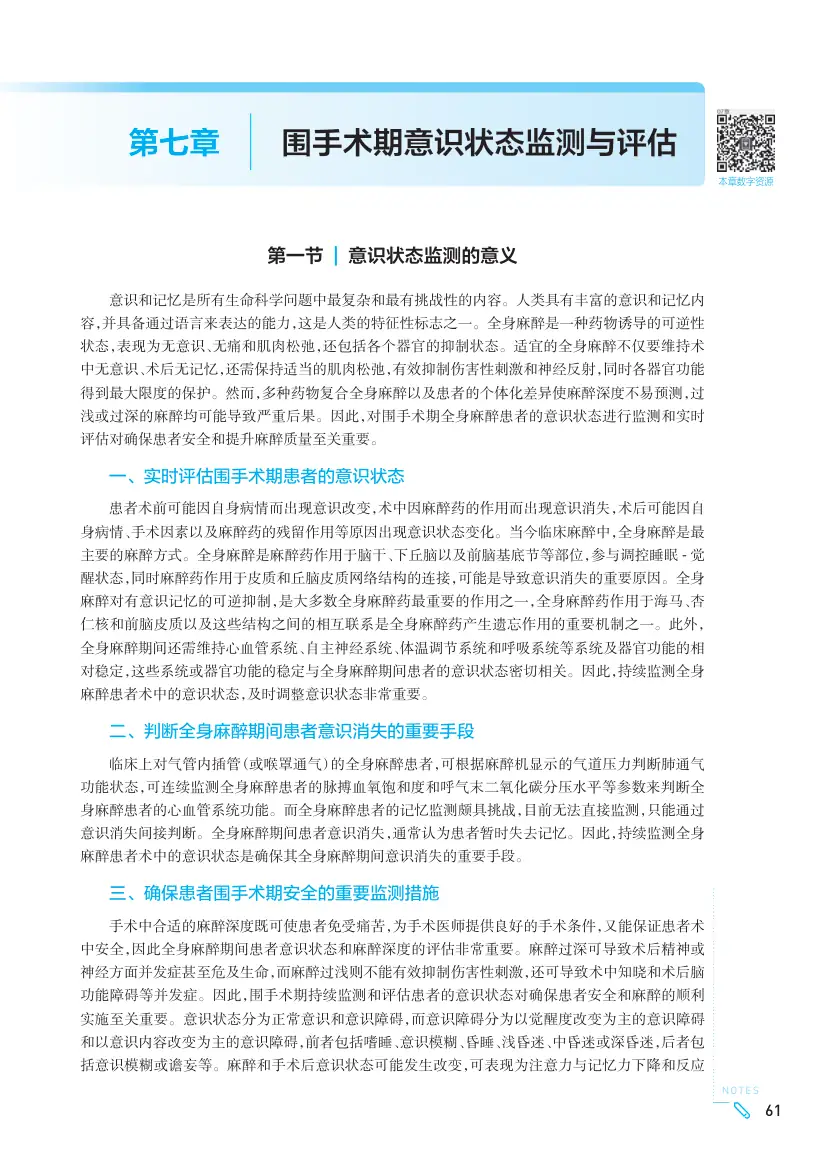 第七章 围手术期意识状态监测与评估
本章数字资源
第一节 | 意识状态监测的意义
意识和记忆是所有生命科学问题中最复杂和最有挑战性的内容。人类具有丰富的意识和记忆内
容,并具备通过语言来表达的能力,这是人类的特征性标志之一。全身麻醉是一种药物诱导的可逆性
状态,表现为无意识、无痛和肌肉松弛,还包括各个器官的抑制状态。适宜的全身麻醉不仅要维持术
中无意识、术后无记忆,还需保持适当的肌肉松弛,有效抑制伤害性刺激和神经反射,同时各器官功能
得到最大限度的保护。然而,多种药物复合全身麻醉以及患者的个体化差异使麻醉深度不易预测,过
浅或过深的麻醉均可能导致严重后果。因此,对围手术期全身麻醉患者的意识状态进行监测和实时
评估对确保患者安全和提升麻醉质量至关重要。
一、实时评估围手术期患者的意识状态
患者术前可能因自身病情而出现意识改变,术中因麻醉药的作用而出现意识消失,术后可能因自
身病情、手术因素以及麻醉药的残留作用等原因出现意识状态变化。当今临床麻醉中,全身麻醉是最
主要的麻醉方式。全身麻醉是麻醉药作用于脑干、下丘脑以及前脑基底节等部位,参与调控睡眠 - 觉
醒状态,同时麻醉药作用于皮质和丘脑皮质网络结构的连接,可能是导致意识消失的重要原因。全身
麻醉对有意识记忆的可逆抑制,是大多数全身麻醉药最重要的作用之一,全身麻醉药作用于海马、杏
仁核和前脑皮质以及这些结构之间的相互联系是全身麻醉药产生遗忘作用的重要机制之一。此外,
全身麻醉期间还需维持心血管系统、自主神经系统、体温调节系统和呼吸系统等系统及器官功能的相
对稳定,这些系统或器官功能的稳定与全身麻醉期间患者的意识状态密切相关。因此,持续监测全身
麻醉患者术中的意识状态,及时调整意识状态非常重要。
二、判断全身麻醉期间患者意识消失的重要手段
临床上对气管内插管(或喉罩通气)的全身麻醉患者,可根据麻醉机显示的气道压力判断肺通气
功能状态,可连续监测全身麻醉患者的脉搏血氧饱和度和呼气末二氧化碳分压水平等参数来判断全
身麻醉患者的心血管系统功能。而全身麻醉患者的记忆监测颇具挑战,目前无法直接监测,只能通过
意识消失间接判断。全身麻醉期间患者意识消失,通常认为患者暂时失去记忆。因此,持续监测全身
麻醉患者术中的意识状态是确保其全身麻醉期间意识消失的重要手段。
三、确保患者围手术期安全的重要监测措施
手术中合适的麻醉深度既可使患者免受痛苦,为手术医师提供良好的手术条件,又能保证患者术
中安全,因此全身麻醉期间患者意识状态和麻醉深度的评估非常重要。麻醉过深可导致术后精神或
神经方面并发症甚至危及生命,而麻醉过浅则不能有效抑制伤害性刺激,还可导致术中知晓和术后脑
功能障碍等并发症。因此,围手术期持续监测和评估患者的意识状态对确保患者安全和麻醉的顺利
实施至关重要。意识状态分为正常意识和意识障碍,而意识障碍分为以觉醒度改变为主的意识障碍
和以意识内容改变为主的意识障碍,前者包括嗜睡、意识模糊、昏睡、浅昏迷、中昏迷或深昏迷,后者包
括意识模糊或谵妄等。麻醉和手术后意识状态可能发生改变,可表现为注意力与记忆力下降和反应
NOTES
61